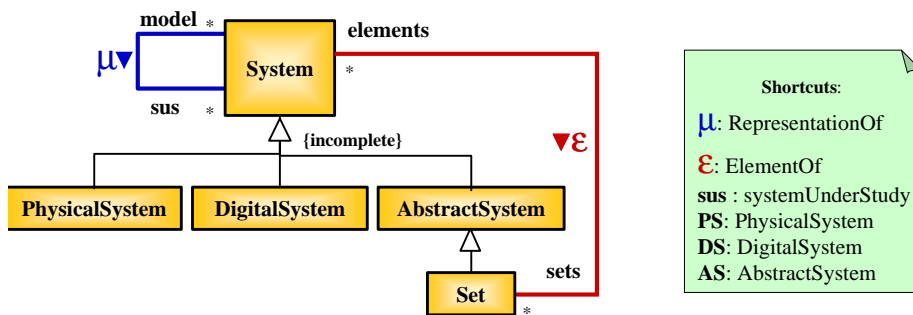 model *
elements
μ▼
System
*
sus *
Shortcuts:
{incomplete}
μ: RepresentationOf
▼ε
ε: ElementOf
sus : systemUnderStudy
PhysicalSystem DigitalSystem AbstractSystem
PS: PhysicalSystem
DS: DigitalSystem
AS: AbstractSystem
sets
Set
*